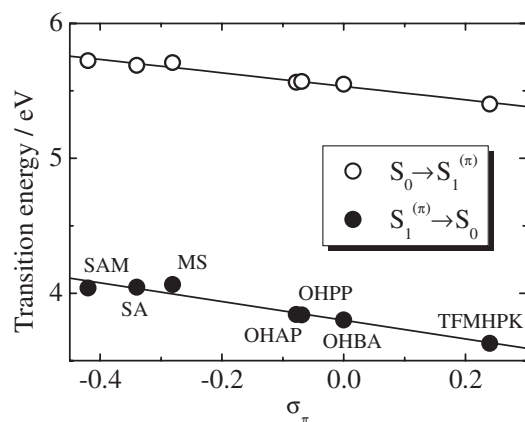 6
5
4
Transition energy / eV
S₀→S₁⁽π⁾
S₁⁽π⁾→S₀
SAM
SA
MS
OHAP
OHPP
OHBA
TFMHPK
-0.4
-0.2
0.0
0.2
σπ